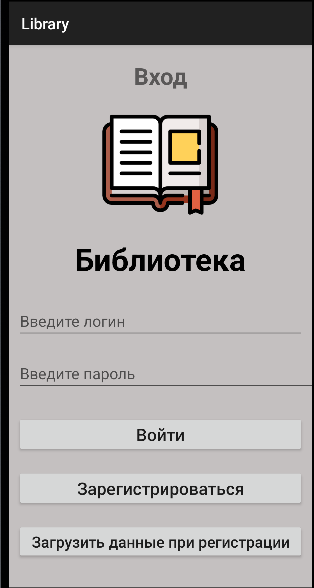 Library
Вход
Библиотека
Введите логин
Введите пароль
Войти
Зарегистрироваться
Загрузить данные при регистрации